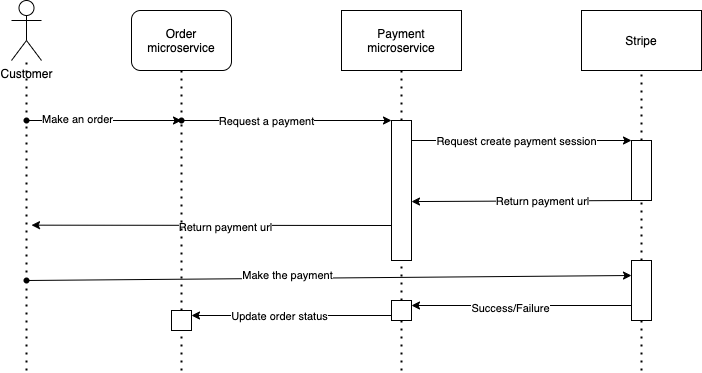 Order
microservice
Payment
microservice
Stripe
Customer
Make an order
Request a payment
Request create payment session
Return payment url
Return payment url
Make the payment
Success/Failure
Update order status